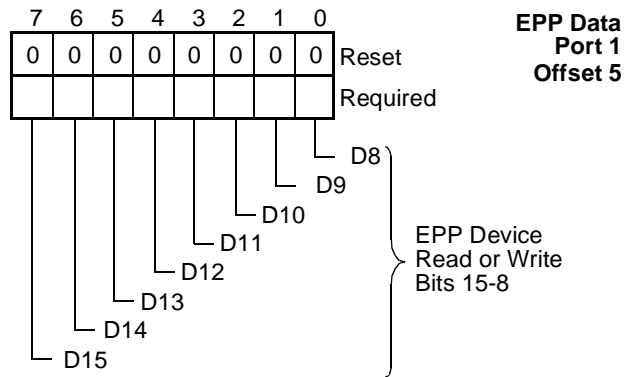 7 6 5 4 3 2 1 0
EPP Data
Port 1
Offset 5
0 0 0 0 0 0 0 0 Reset
Required
D8
D9
D10
D11
D12
D13
D14
D15
EPP Device
Read or Write
Bits 15-8